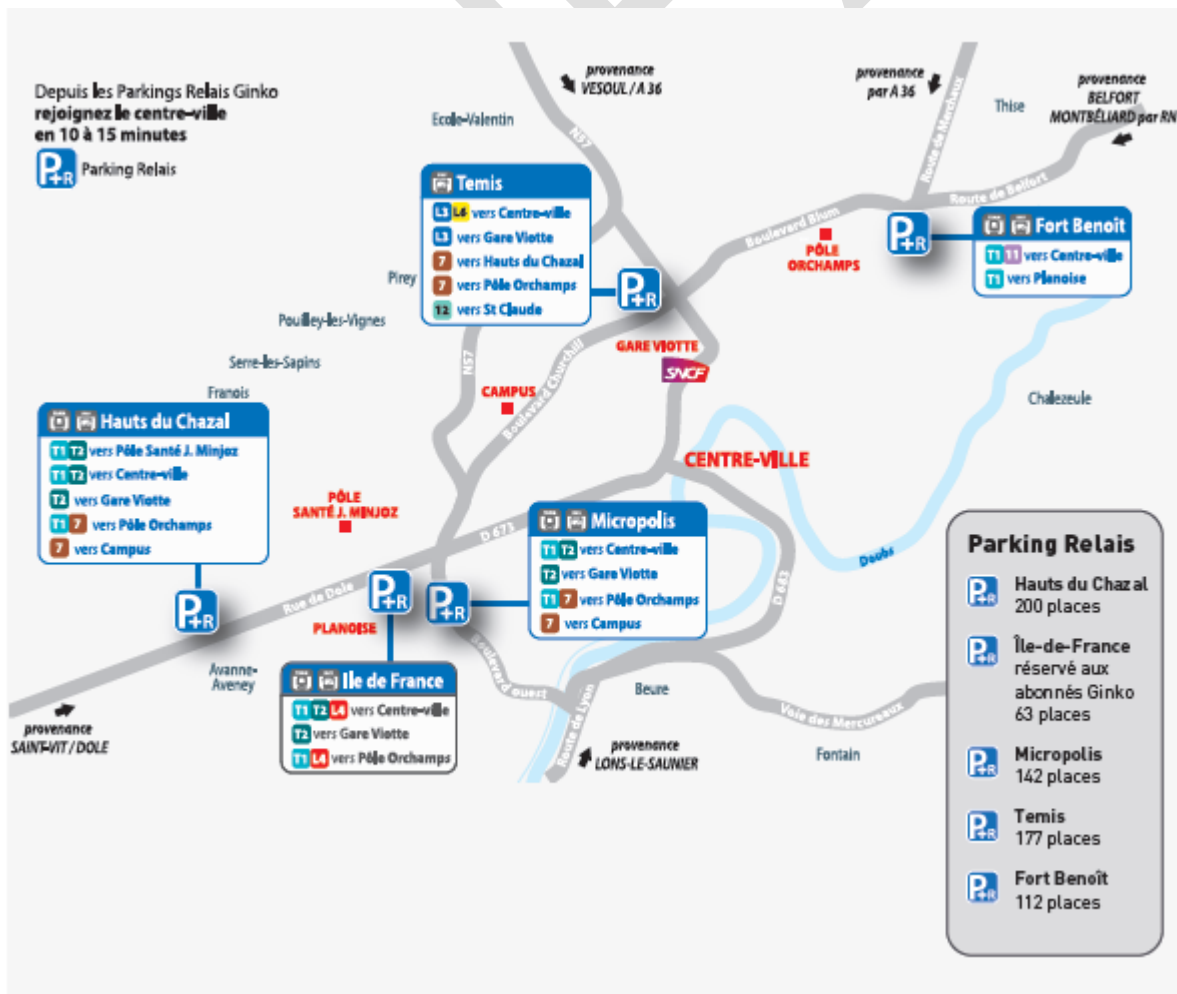 Depuis les Parkings Relais Ginko
rejoignez le centre-ville
en 10 à 15 minutes
P+R Parking Relais
provenance
VESOUL / A 36
provenance
par A 36
provenance
BELFORT
MONTBÉLIARD par RN
Ecole-Valentin
Thise
N57
Route de Marchaux
Route de Belfort
Boulevard Blum
Temis
L3 L6 vers Centre-ville
L3 vers Gare Viotte
7 vers Hauts du Chazal
7 vers Pôle Orchamps
12 vers St Claude
P+R
P+R
Fort Benoît
T1 11 vers Centre-ville
T1 vers Planoise
PÔLE
ORCHAMPS
Pirey
Pouilley-les-Vignes
Serre-les-Sapins
Franois
N57
Boulevard Churchill
GARE VIOTTE
SNCF
CAMPUS
Chalezeule
Hauts du Chazal
T1 T2 vers Pôle Santé J. Minjoz
T1 T2 vers Centre-ville
T2 vers Gare Viotte
T1 7 vers Pôle Orchamps
7 vers Campus
CENTRE-VILLE
PÔLE
SANTÉ J. MINJOZ
D 673
Micropolis
T1 T2 vers Centre-ville
T2 vers Gare Viotte
T1 7 vers Pôle Orchamps
7 vers Campus
Doubs
D 683
P+R
P+R
P+R
Rue de Dole
PLANOISE
Avanne-
Aveney
Boulevard ouest
Ile de France
T1 T2 L4 vers Centre-ville
T2 vers Gare Viotte
T1 L4 vers Pôle Orchamps
provenance
SAINT-VIT / DOLE
Beure
Route de Lyon
Voie des Mercureaux
provenance
LONS-LE-SAUNIER
Fontain
Parking Relais
P+R Hauts du Chazal
200 places
P+R Île-de-France
réservé aux
abonnés Ginko
63 places
P+R Micropolis
142 places
P+R Temis
177 places
P+R Fort Benoît
112 places